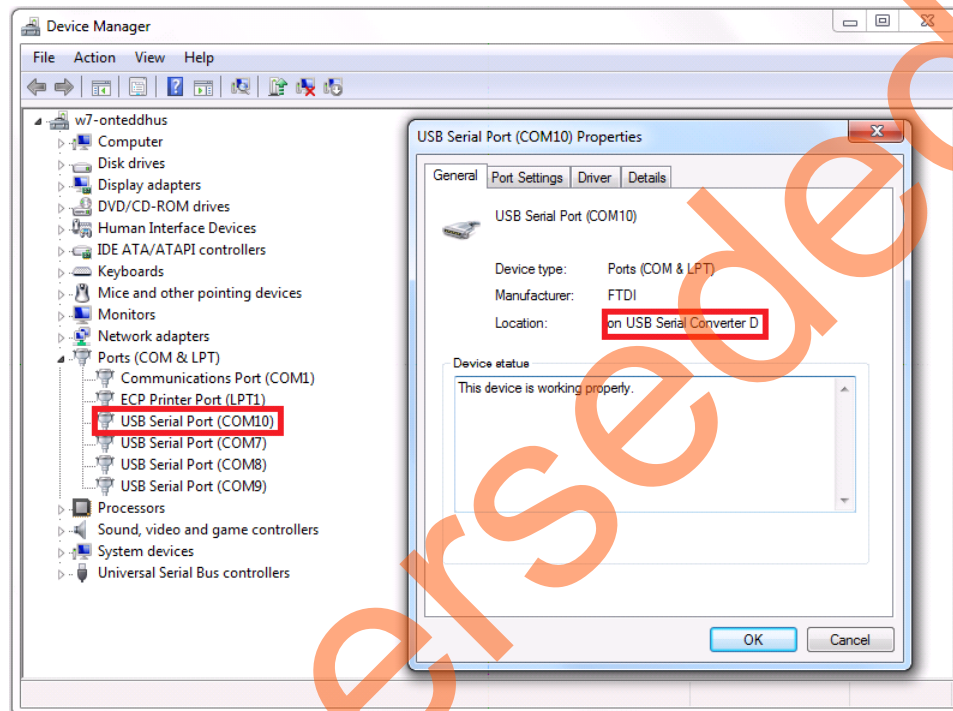 Device Manager
File Action View Help
w7-onteddhus
Computer
Disk drives
Display adapters
DVD/CD-ROM drives
Human Interface Devices
IDE ATA/ATAPI controllers
Keyboards
Mice and other pointing devices
Monitors
Network adapters
Ports (COM & LPT)
Communications Port (COM1)
ECP Printer Port (LPT1)
USB Serial Port (COM10)
USB Serial Port (COM7)
USB Serial Port (COM8)
USB Serial Port (COM9)
Processors
Sound, video and game controllers
System devices
Universal Serial Bus controllers
USB Serial Port (COM10) Properties
General Port Settings Driver Details
USB Serial Port (COM10)
Device type: Ports (COM & LPT)
Manufacturer: FTDI
Location: on USB Serial Converter D
Device status
This device is working properly.
OK Cancel
ersed